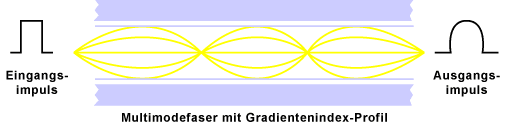 Eingangs-
impuls
Ausgangs-
impuls
Multimodefaser mit Gradientenindex-Profil